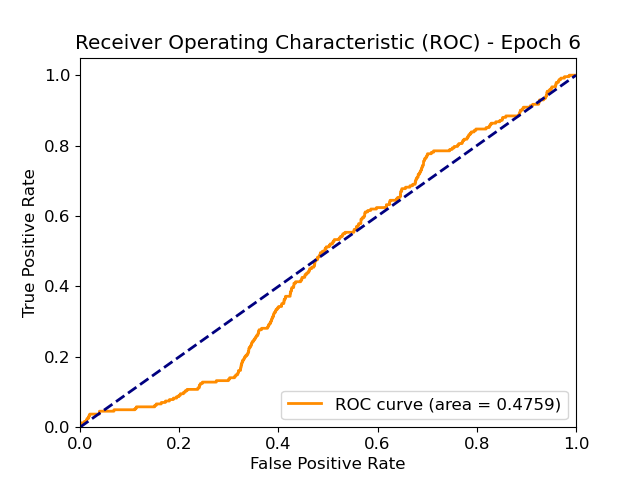 Receiver Operating Characteristic (ROC) - Epoch 6
1.0
0.8
0.6
0.4
0.2
0.0
True Positive Rate
ROC curve (area = 0.4759)
0.0 0.2 0.4 0.6 0.8 1.0
False Positive Rate